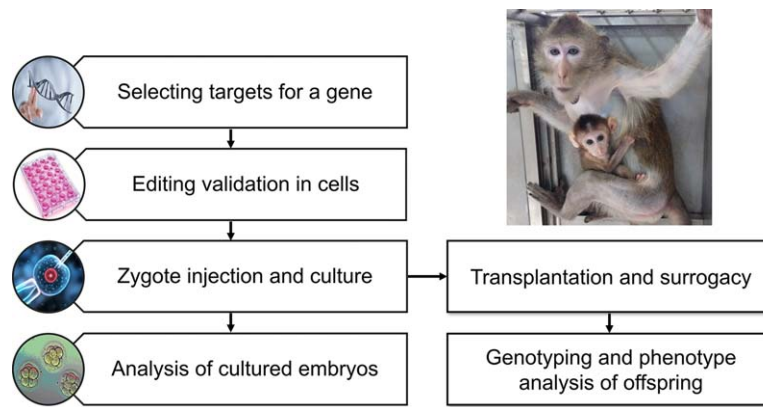 Selecting targets for a gene
Editing validation in cells
Zygote injection and culture
Transplantation and surrogacy
Analysis of cultured embryos
Genotyping and phenotype
analysis of offspring